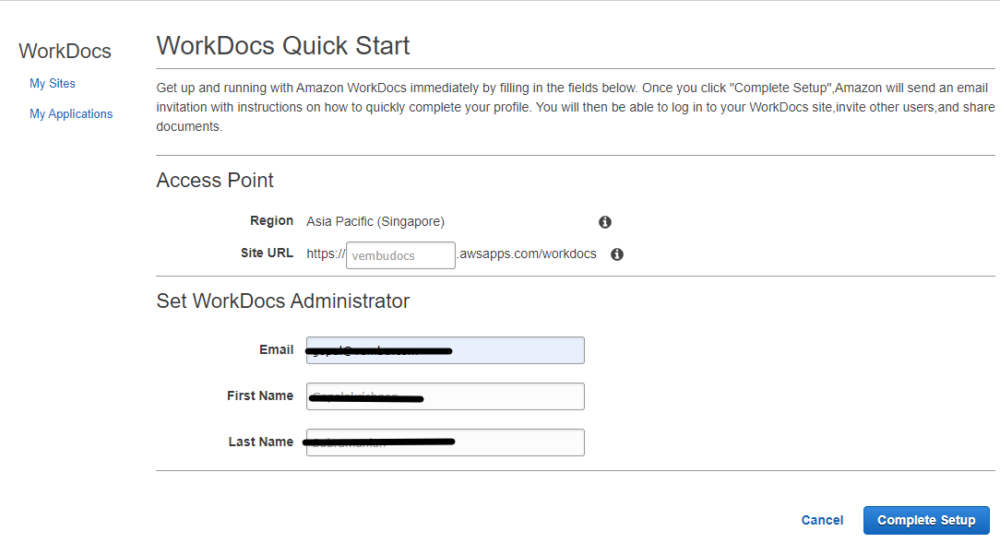 WorkDocs
My Sites
My Applications
WorkDocs Quick Start
Get up and running with Amazon WorkDocs immediately by filling in the fields below. Once you click "Complete Setup",Amazon will send an email
invitation with instructions on how to quickly complete your profile. You will then be able to log in to your WorkDocs site,invite other users,and share
documents.
Access Point
Region Asia Pacific (Singapore)
Site URL https:// vembudocs .awsapps.com/workdocs
Set WorkDocs Administrator
Email
First Name
Last Name
Cancel Complete Setup